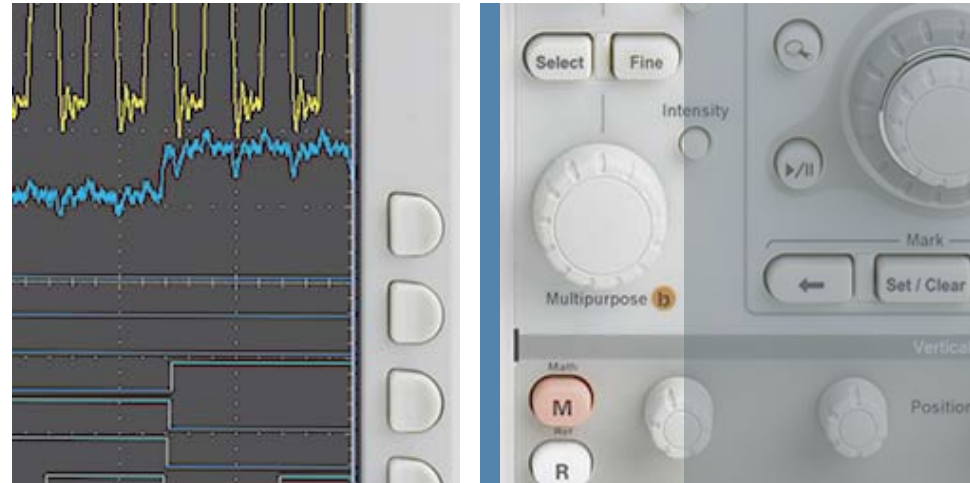 Select
Fine
Intensity
Mark
Set / Clear
Multipurpose b
Vertical
Math
M
Position
Ref
R